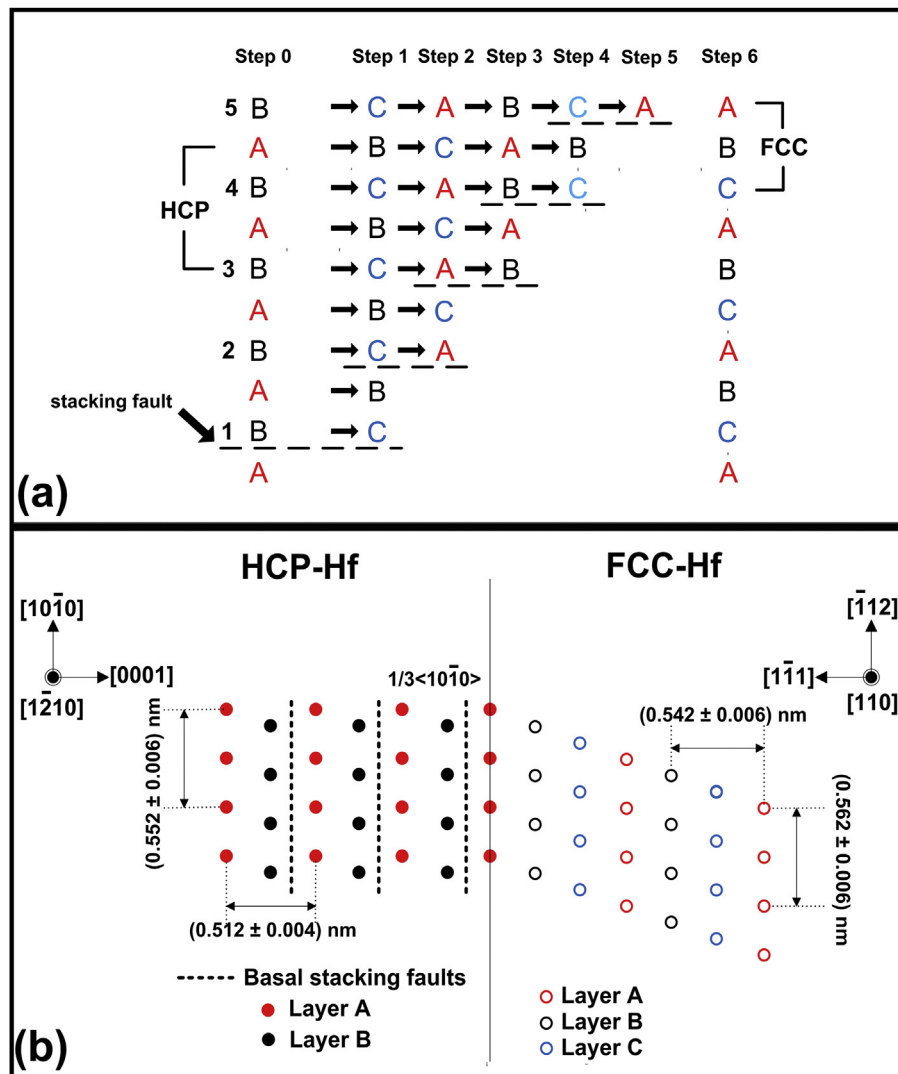 Step 0 Step 1 Step 2 Step 3 Step 4 Step 5 Step 6
5 B C A B C A A
A B C A B B FCC
4 B C A B C C
HCP
A B C A A
3 B C A B B
A B C C
2 B C A A
A B B
stacking fault
1 B C C
A A
(a)
HCP-Hf FCC-Hf
[101̄0] [1̄12]
[0001] 1/3<101̄0> [11̄1]
[12̄10] [110]
(0.542 ± 0.006) nm
(0.552 ± 0.006) nm
(0.562 ± 0.006) nm
(0.512 ± 0.004) nm
Basal stacking faults
Layer A
Layer B
Layer A
Layer B
Layer C
(b)